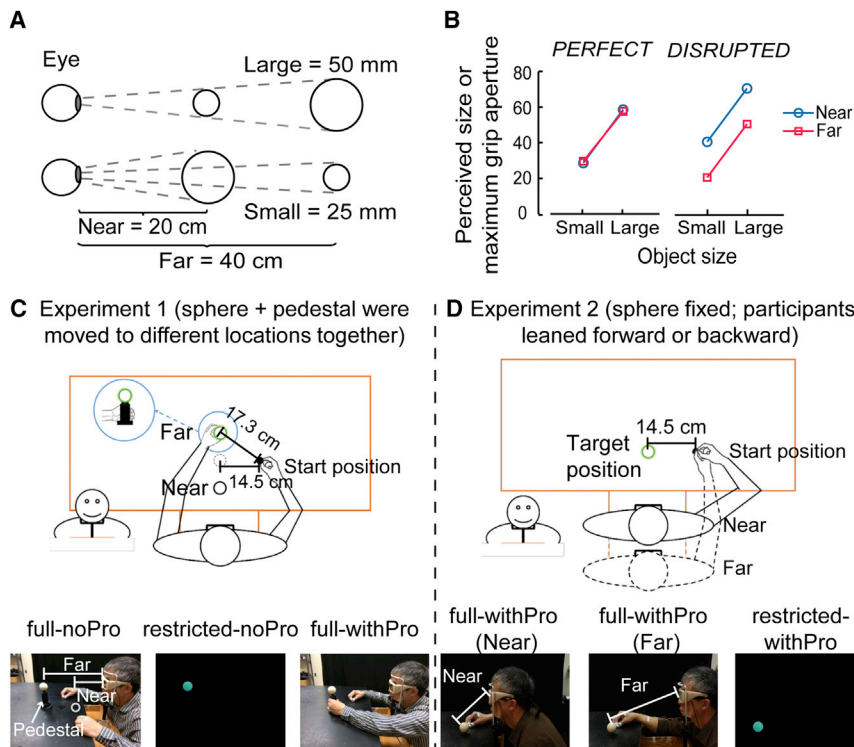 A
Eye
Large = 50 mm
Near = 20 cm
Small = 25 mm
Far = 40 cm
B
PERFECT DISRUPTED
Perceived size or
maximum grip aperture
80
60
40
20
0
Near
Far
Small Large Small Large
Object size
C Experiment 1 (sphere + pedestal were
moved to different locations together)
17.3 cm
Far
Start position
14.5 cm
Near
full-noPro restricted-noPro full-withPro
Far
Near
Pedestal
D Experiment 2 (sphere fixed; participants
leaned forward or backward)
14.5 cm
Target
position
Start position
Near
Far
full-withPro
(Near)
full-withPro
(Far)
restricted-
withPro
Near
Far